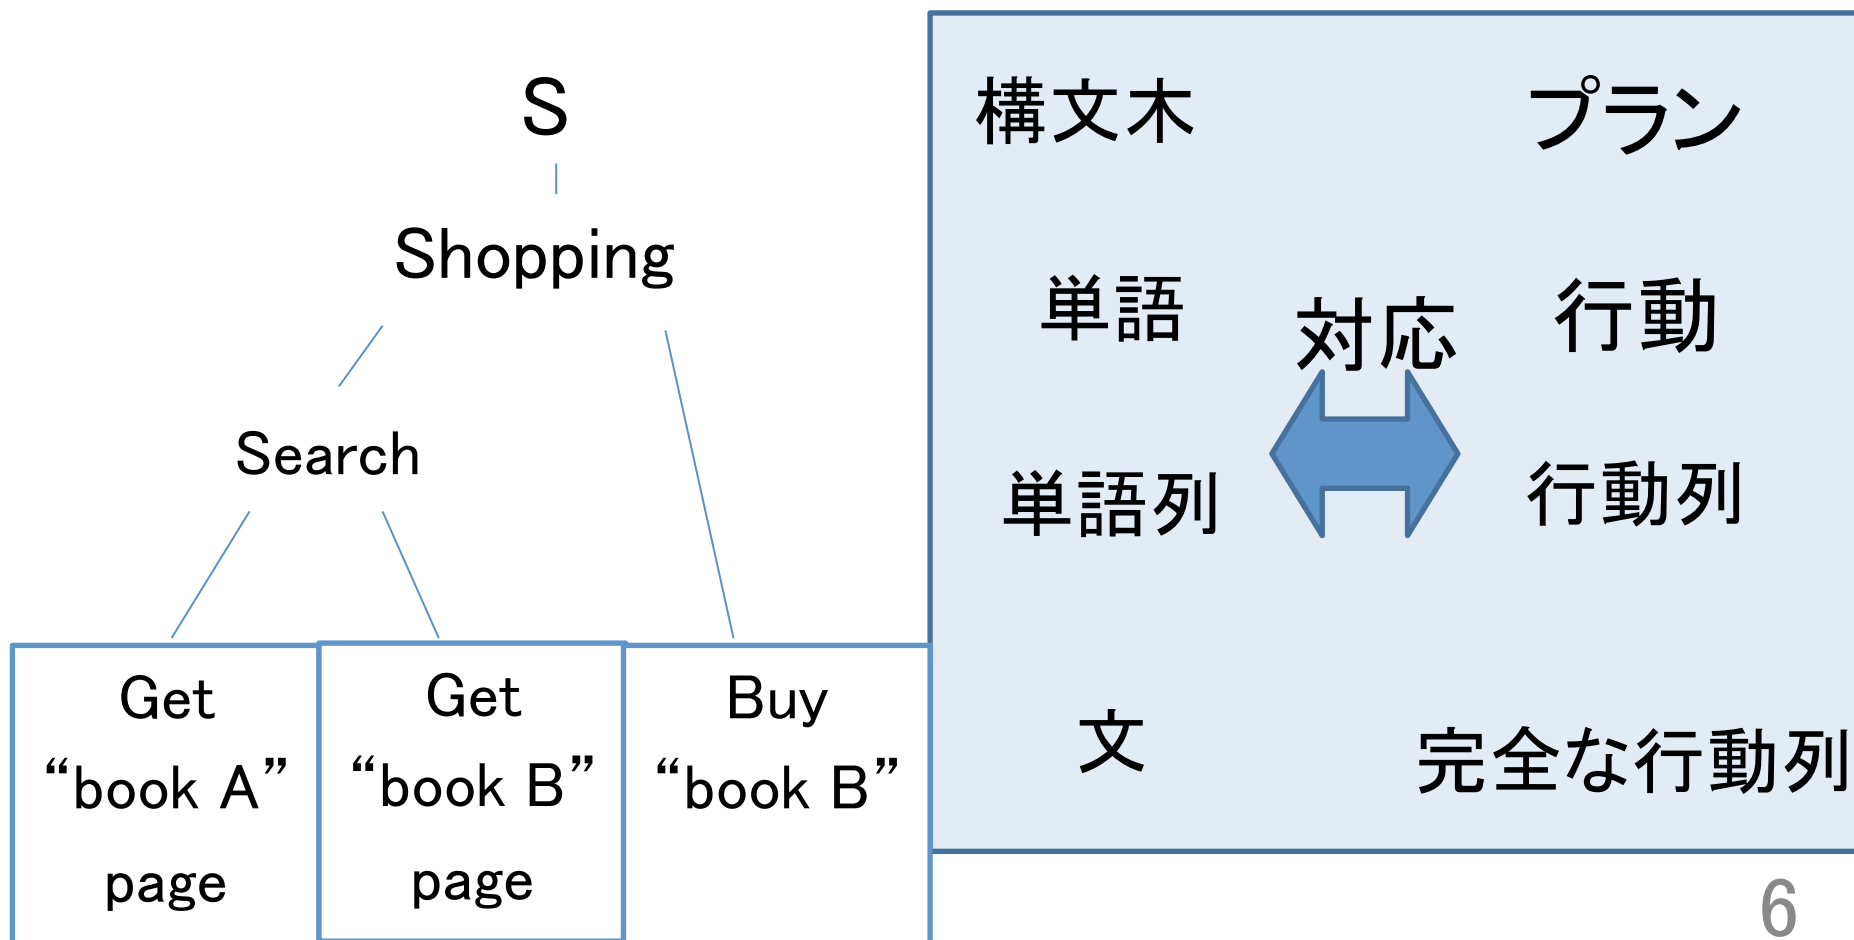 S
Shopping
Search
Get
“book A”
page
Get
“book B”
page
Buy
“book B”
構文木
プラン
単語
対応
行動
単語列
行動列
文
完全な行動列
6